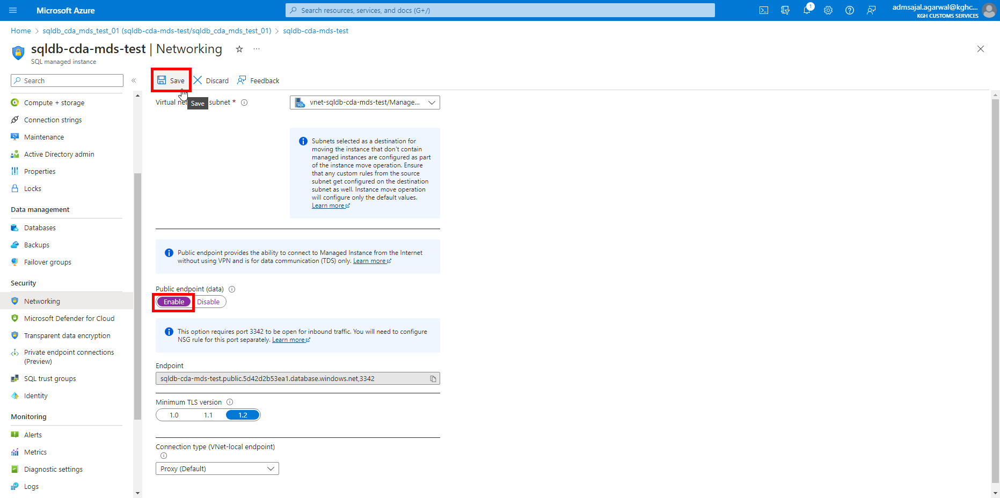 Microsoft Azure
Search resources, services, and docs (G+/)
1
admsajal.agarwal@kghc...
KGH CUSTOMS SERVICES
Home > sqldb_cda_mds_test_01 (sqldb-cda-mds-test/sqldb_cda_mds_test_01) > sqldb-cda-mds-test
sqldb-cda-mds-test | Networking
SQL managed instance
Search
Compute + storage
Connection strings
Maintenance
Active Directory admin
Properties
Locks
Data management
Databases
Backups
Failover groups
Security
Networking
Microsoft Defender for Cloud
Transparent data encryption
Private endpoint connections
(Preview)
SQL trust groups
Identity
Monitoring
Alerts
Metrics
Diagnostic settings
Logs
Save Discard Feedback
Virtual net subnet *
Save
vnet-sqldb-cda-mds-test/Manage...
Subnets selected as a destination for
moving the instance that don't contain
managed instances are configured as part
of the instance move operation. Ensure
that any custom rules from the source
subnet get configured on the destination
subnet as well. Instance move operation
will configure only the default values.
Learn more
Public endpoint provides the ability to connect to Managed Instance from the Internet
without using VPN and is for data communication (TDS) only. Learn more
Public endpoint (data)
Enable Disable
This option requires port 3342 to be open for inbound traffic. You will need to configure
NSG rule for this port separately. Learn more
Endpoint
sqldb-cda-mds-test.public.5d42d2b53ea1.database.windows.net,3342
Minimum TLS version
1.0 1.1 1.2
Connection type (VNet-local endpoint)
Proxy (Default)